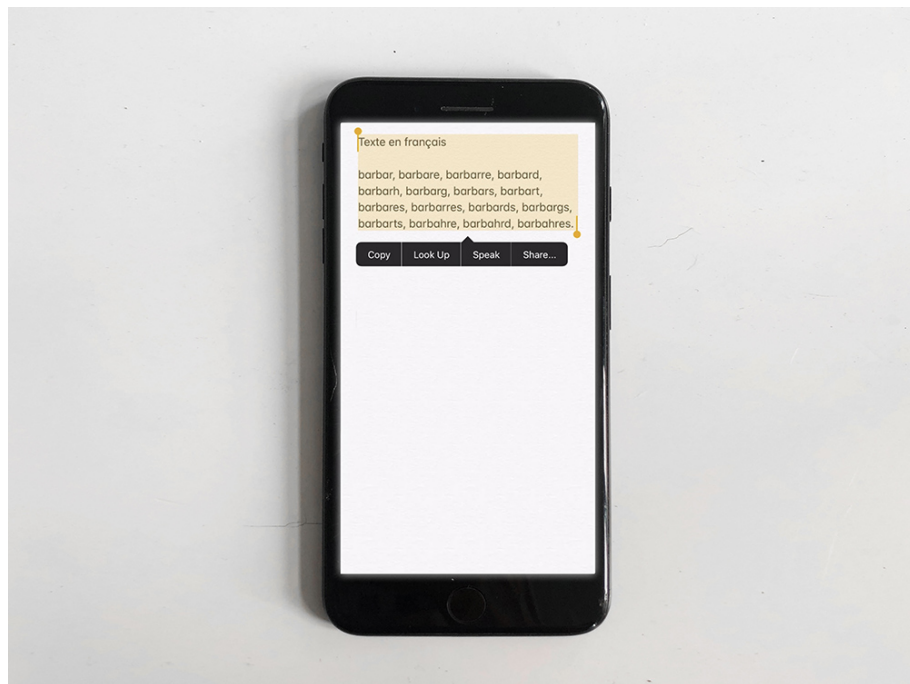 Texte en français
barbar, barbare, barbarre, barbard,
barbarh, barbarg, barbars, barbart,
barbares, barbarres, barbards, barbargs,
barbarts, barbahre, barbahrd, barbahres.
Copy Look Up Speak Share...